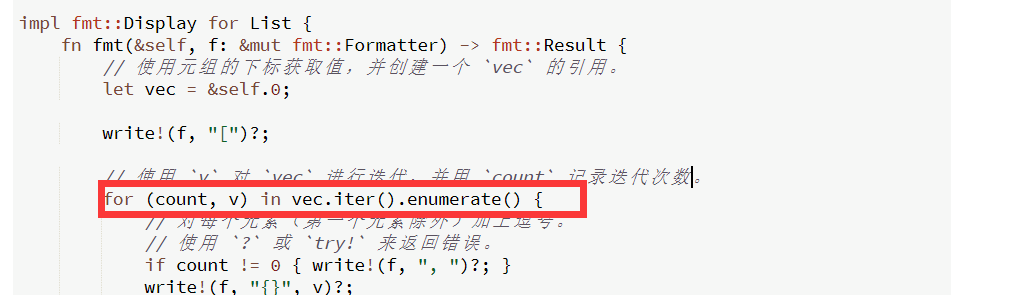 impl fmt::Display for List {
    fn fmt(&self, f: &mut fmt::Formatter) -> fmt::Result {
        // 使用元组的下标获取值，并创建一个 `vec` 的引用。
        let vec = &self.0;
        write!(f, "[")?;
        // 使用 `v` 对 `vec` 进行迭代，并用 `count` 记录迭代次数。
        for (count, v) in vec.iter().enumerate() {
            // 对每个元素（第一个元素除外）加上逗号。
            // 使用 `?` 或 `try!` 来返回错误。
            if count != 0 { write!(f, ", ")?; }
            write!(f, "{}", v)?;